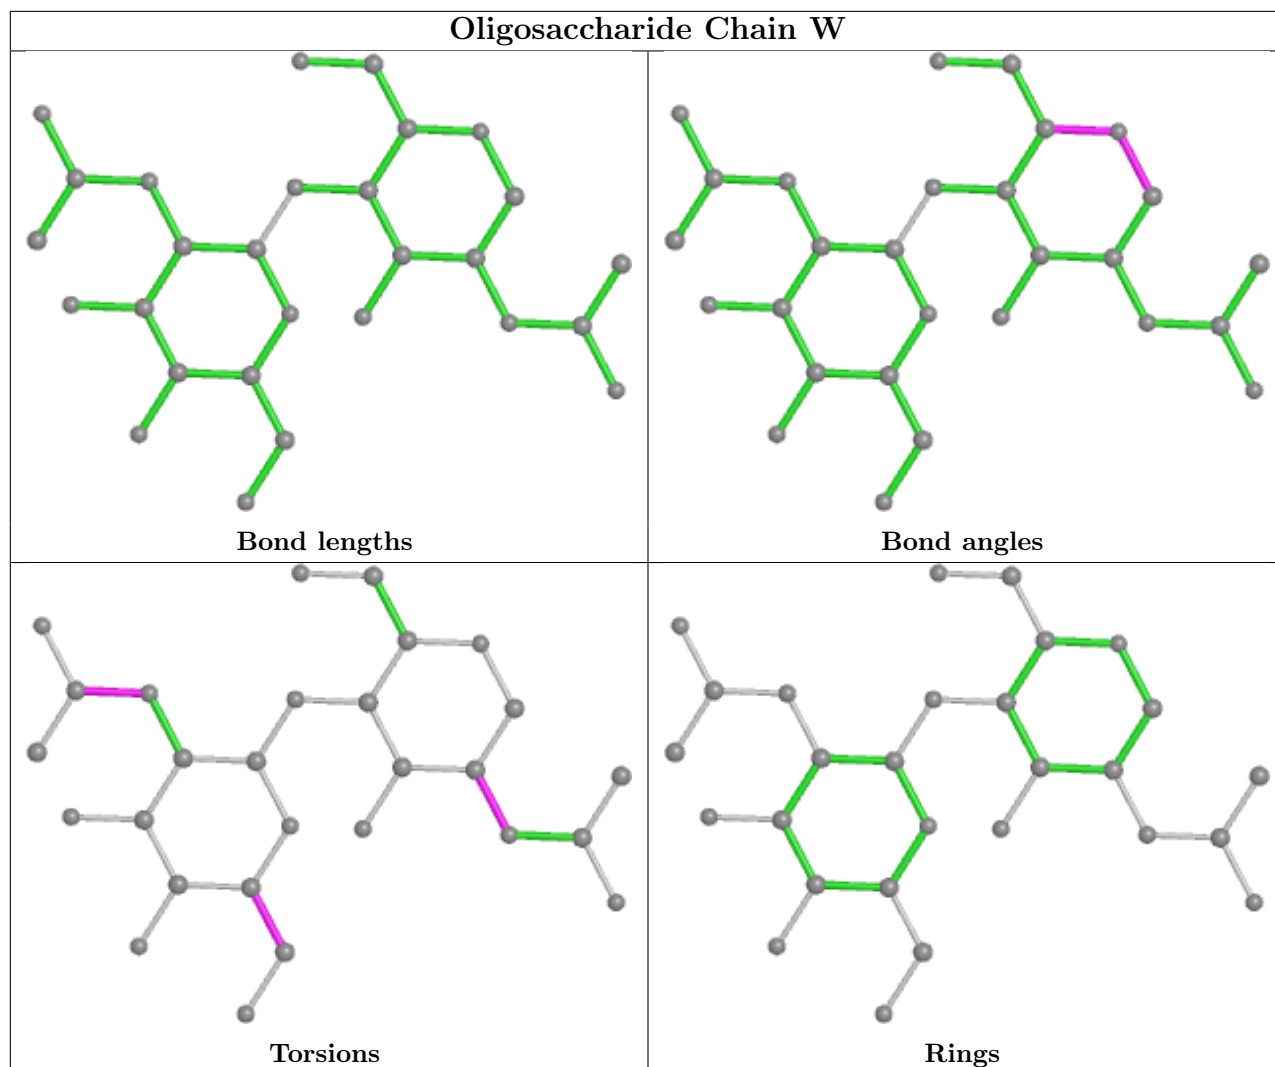 Oligosaccharide Chain W
Bond lengths
Bond angles
Torsions
Rings